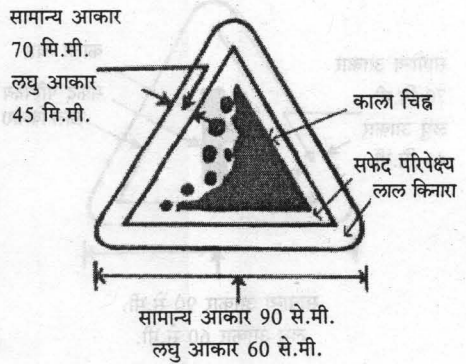 सामान्य आकार
70 मि.मी.
लघु आकार
45 मि.मी.
काला चिह्न
सफेद परिपेक्ष्य
लाल किनारा
सामान्य आकार 90 से.मी.
लघु आकार 60 से.मी.